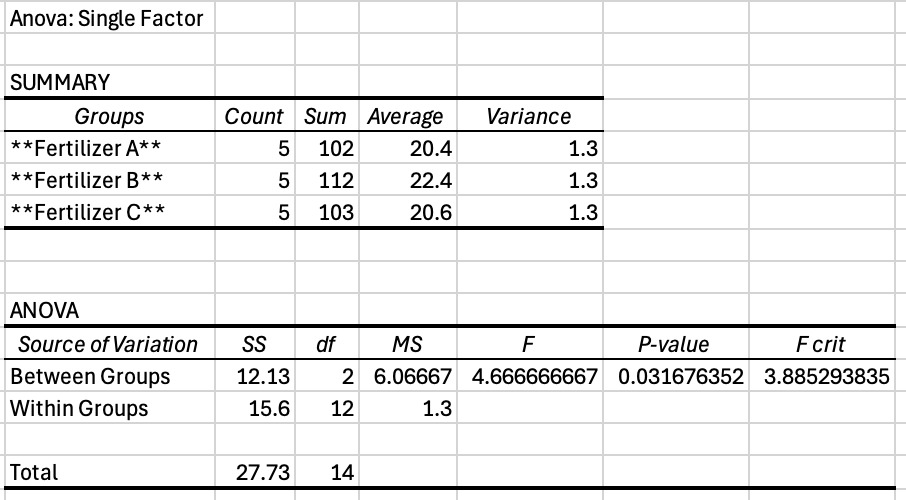 Anova: Single Factor
SUMMARY
Groups Count Sum Average Variance
**Fertilizer A** 5 102 20.4 1.3
**Fertilizer B** 5 112 22.4 1.3
**Fertilizer C** 5 103 20.6 1.3
ANOVA
Source of Variation SS df MS F P-value F crit
Between Groups 12.13 2 6.06667 4.666666667 0.031676352 3.885293835
Within Groups 15.6 12 1.3
Total 27.73 14